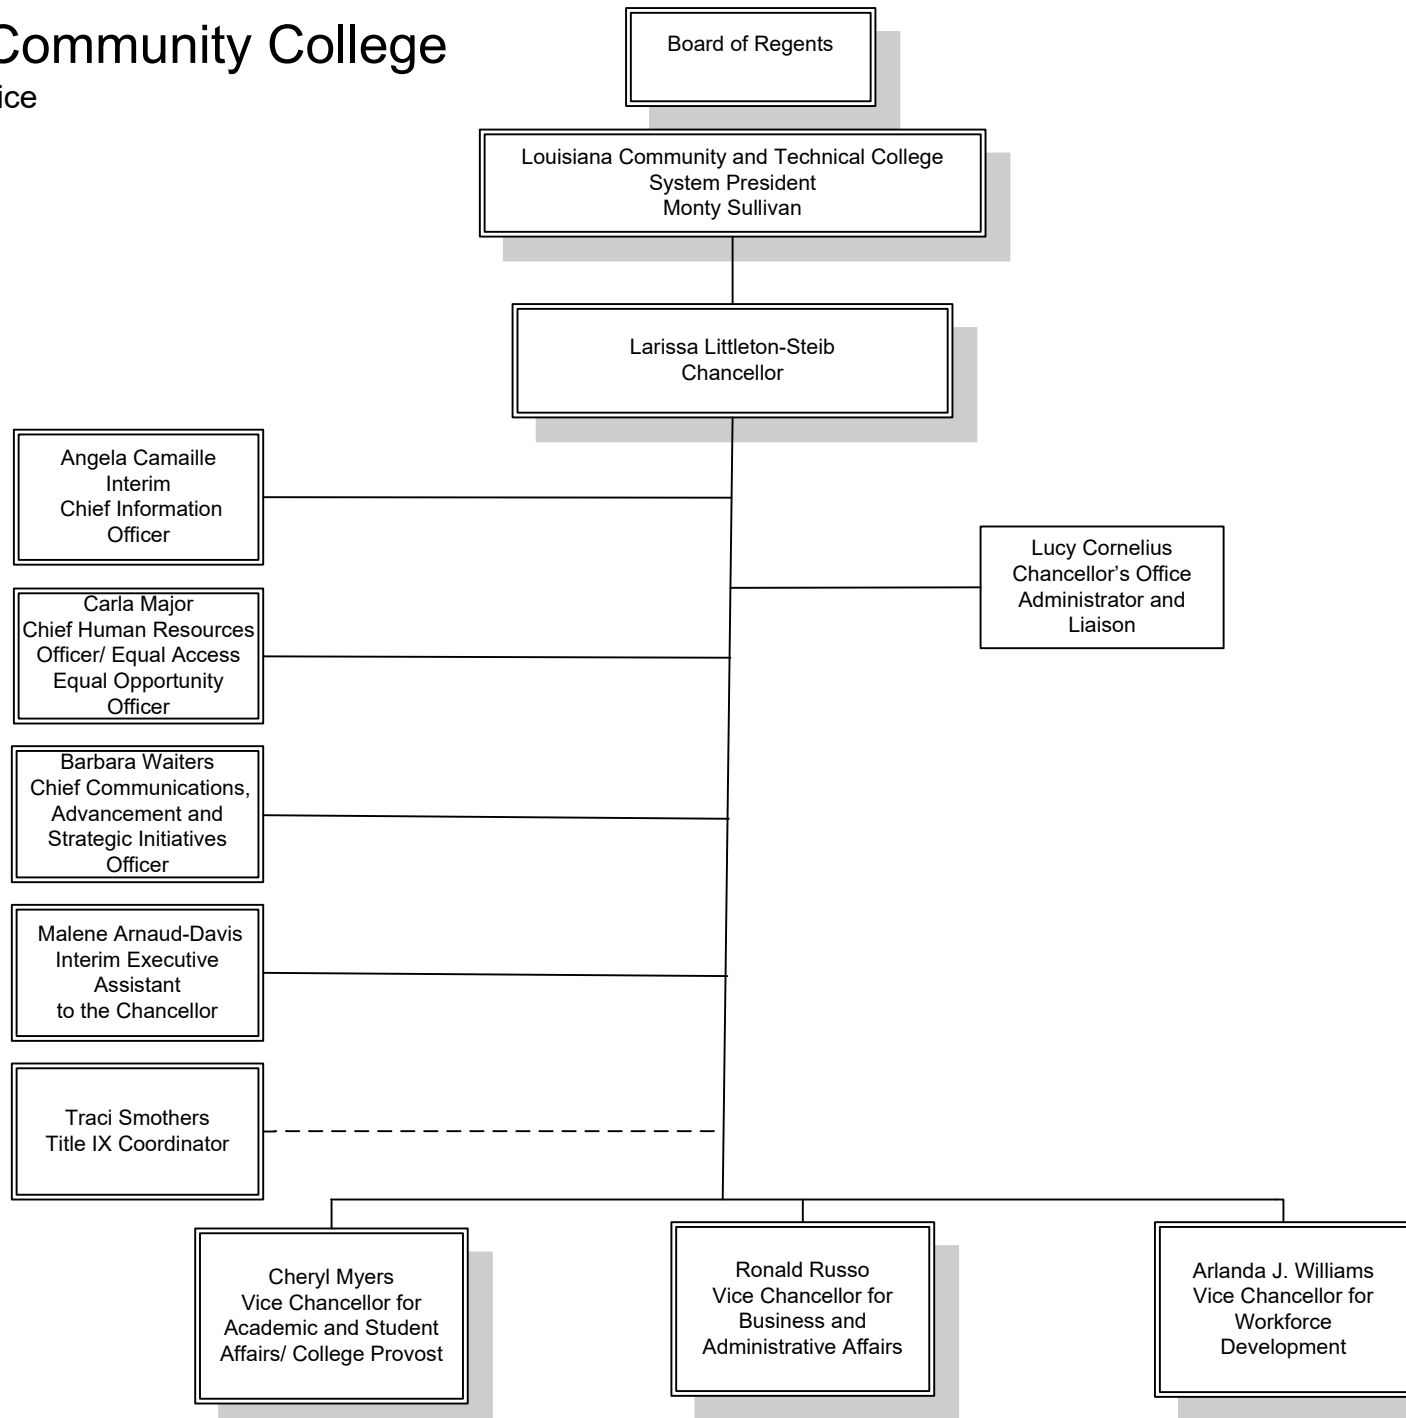 Community College
ice
Board of Regents
Louisiana Community and Technical College
System President
Monty Sullivan
Larissa Littleton-Steib
Chancellor
Angela Camaille
Interim
Chief Information
Officer
Lucy Cornelius
Chancellor’s Office
Administrator and
Liaison
Carla Major
Chief Human Resources
Officer/ Equal Access
Equal Opportunity
Officer
Barbara Waiters
Chief Communications,
Advancement and
Strategic Initiatives
Officer
Malene Arnaud-Davis
Interim Executive
Assistant
to the Chancellor
Traci Smothers
Title IX Coordinator
Cheryl Myers
Vice Chancellor for
Academic and Student
Affairs/ College Provost
Ronald Russo
Vice Chancellor for
Business and
Administrative Affairs
Arlanda J. Williams
Vice Chancellor for
Workforce
Development